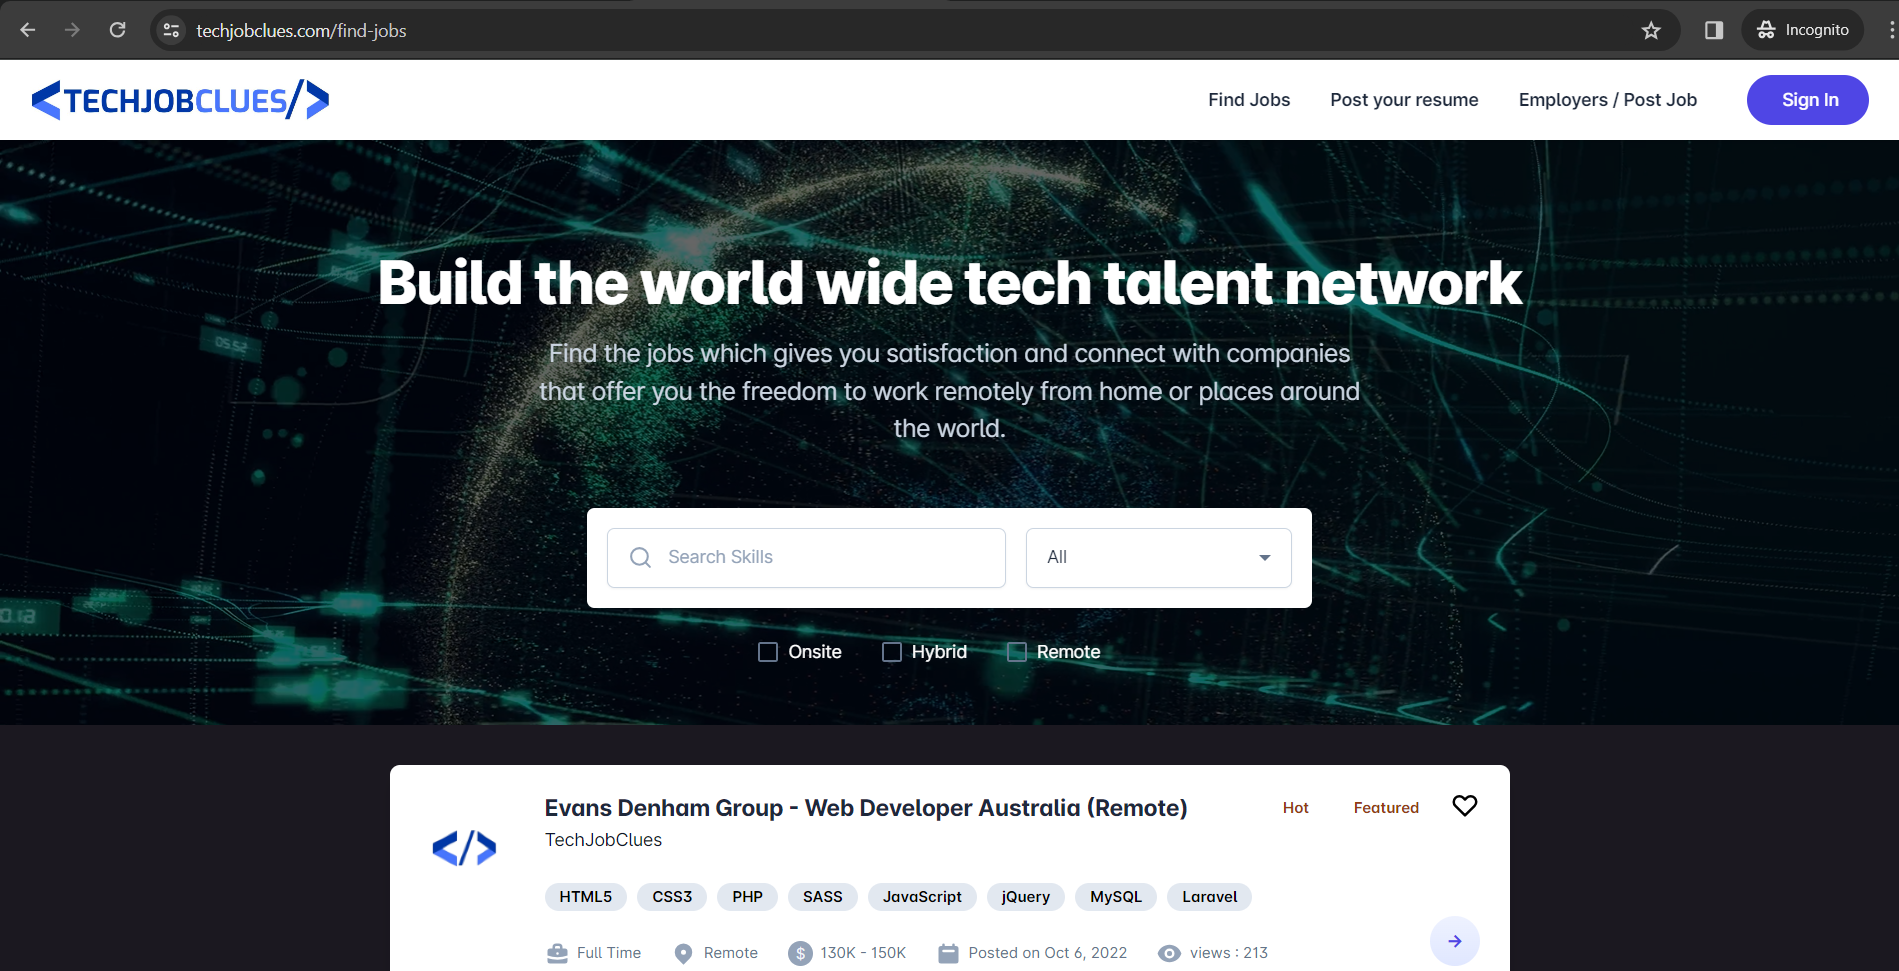 techjobclues.com/find-jobs
Incognito
<TECHJOBCLUES/>
Find Jobs
Post your resume
Employers / Post Job
Sign In
Build the world wide tech talent network
Find the jobs which gives you satisfaction and connect with companies
that offer you the freedom to work remotely from home or places around
the world.
05.52
0.18
Search Skills
All
Onsite
Hybrid
Remote
Evans Denham Group - Web Developer Australia (Remote)
Hot
Featured
TechJobClues
HTML5
CSS3
PHP
SASS
JavaScript
jQuery
MySQL
Laravel
Full Time
Remote
130K - 150K
Posted on Oct 6, 2022
views : 213